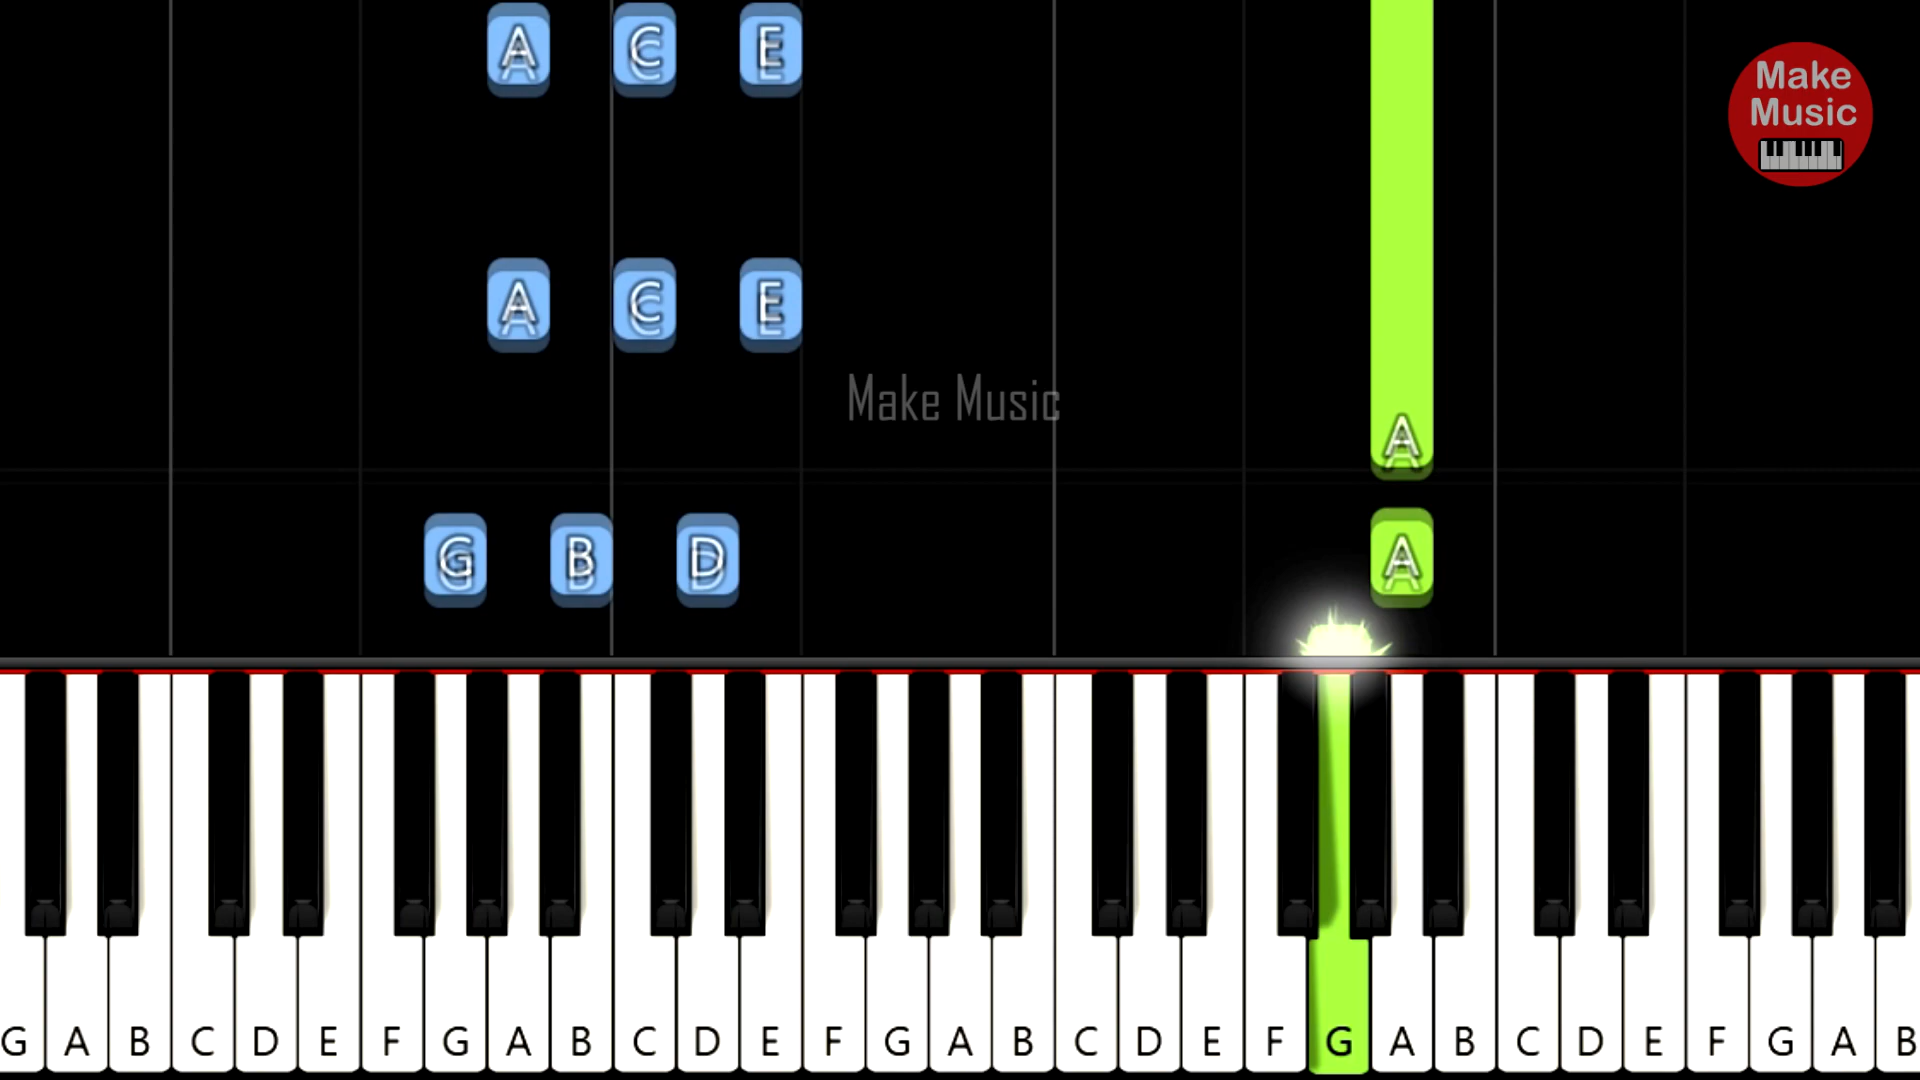 A C E
Make
Music
A C E
Make Music
A
G B D A
G A B C D E F G A B C D E F G A B C D E F G A B C D E F G A B